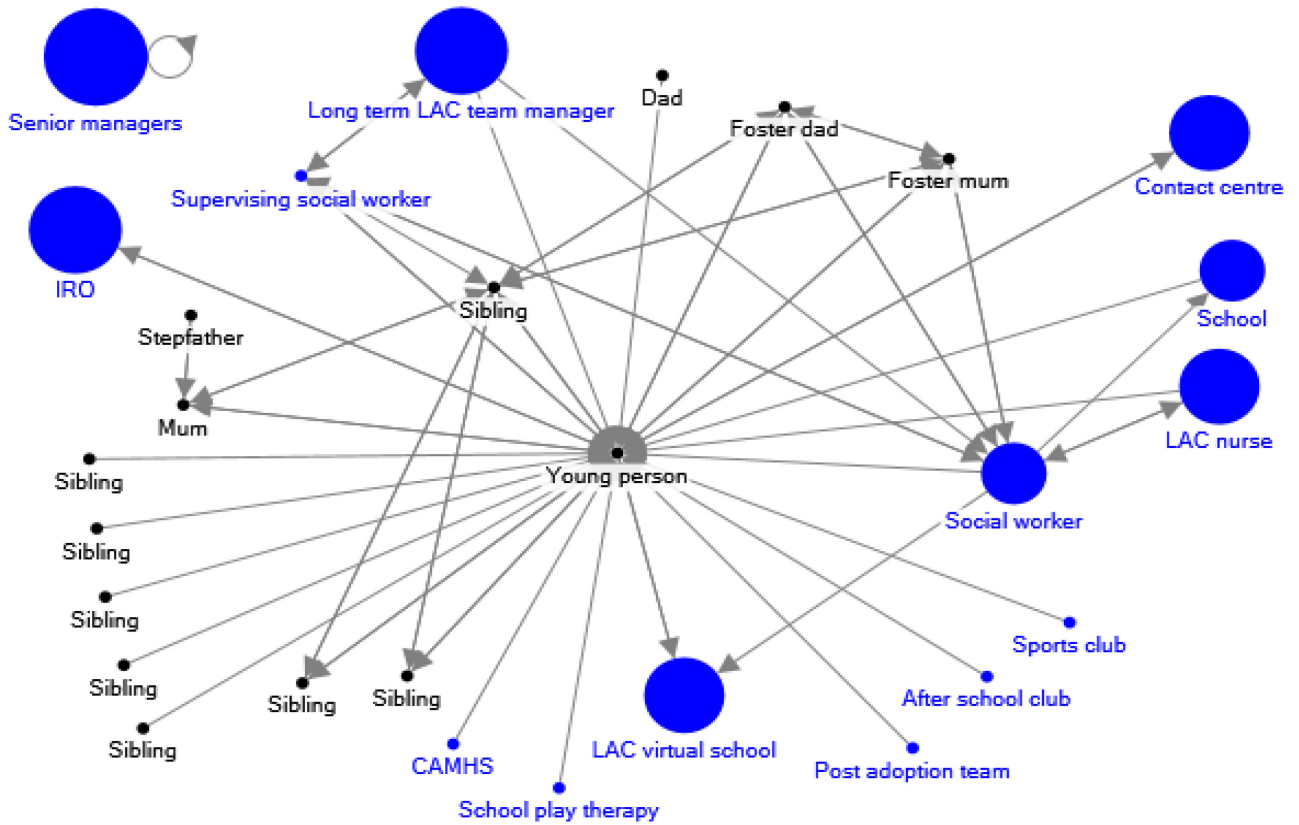 Senior managers
Long term LAC team manager
Dad
Foster dad
Foster mum
Contact centre
Supervising social worker
IRO
Sibling
School
Stepfather
Mum
LAC nurse
Sibling
Young person
Social worker
Sibling
Sibling
Sibling
Sibling
Sibling
Sibling
Sports club
After school club
CAMHS
LAC virtual school
Post adoption team
School play therapy